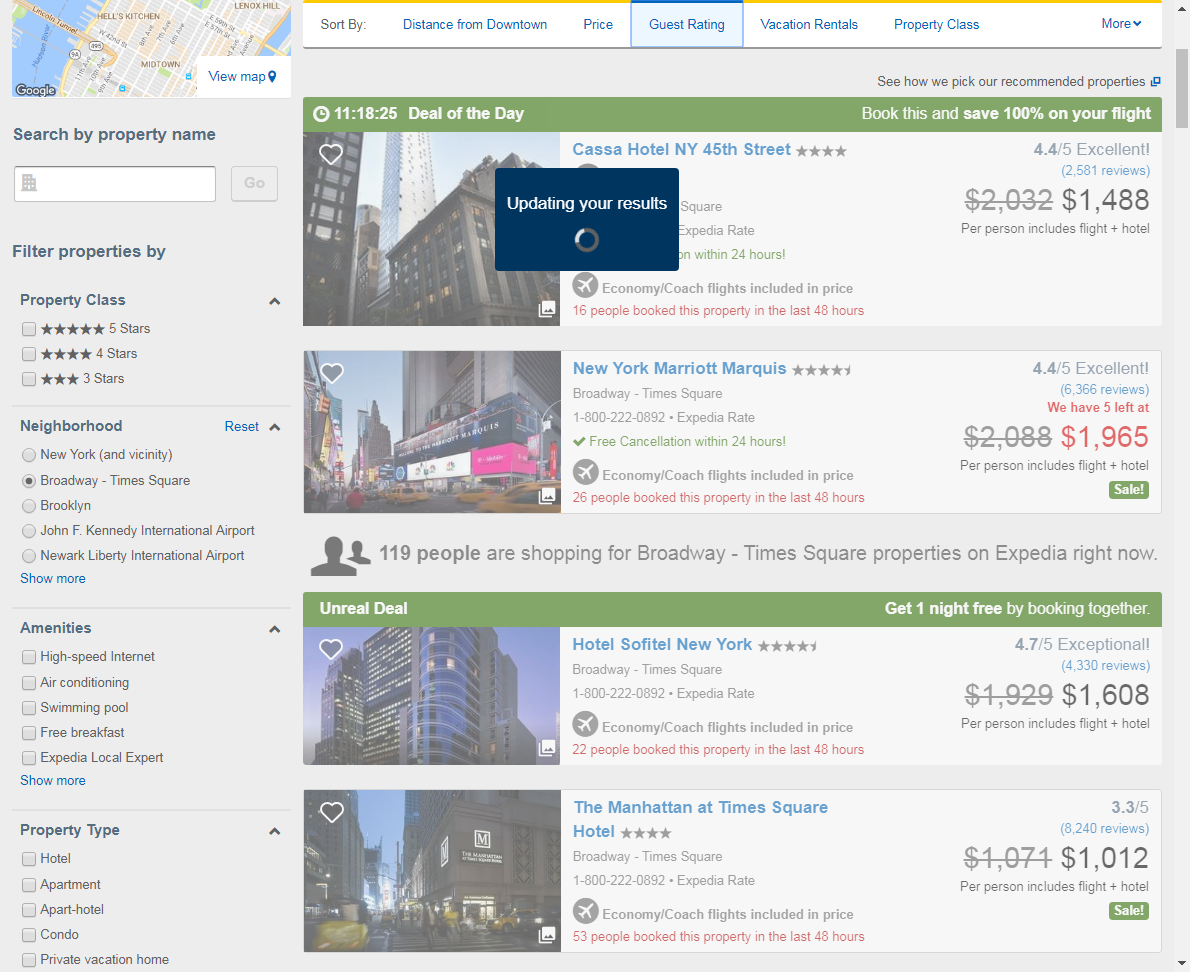 HELL'S KITCHEN
LENOX HILL
Lincoln Tunnel
W 42nd St
495
9A
MIDTOWN
Google
View map
Search by property name
Go
Filter properties by
Property Class
5 Stars
4 Stars
3 Stars
Neighborhood Reset
New York (and vicinity)
Broadway - Times Square
Brooklyn
John F. Kennedy International Airport
Newark Liberty International Airport
Show more
Amenities
High-speed Internet
Air conditioning
Swimming pool
Free breakfast
Expedia Local Expert
Show more
Property Type
Hotel
Apartment
Apart-hotel
Condo
Private vacation home
Sort By: Distance from Downtown Price Guest Rating Vacation Rentals Property Class More
See how we pick our recommended properties
11:18:25 Deal of the Day Book this and save 100% on your flight
Cassa Hotel NY 45th Street
4.4/5 Excellent!
(2,581 reviews)
Updating your results
Square
$2,032 $1,488
Expedia Rate
Per person includes flight + hotel
on within 24 hours!
Economy/Coach flights included in price
16 people booked this property in the last 48 hours
New York Marriott Marquis
4.4/5 Excellent!
Broadway - Times Square
(6,366 reviews)
1-800-222-0892 • Expedia Rate
We have 5 left at
Free Cancellation within 24 hours!
$2,088 $1,965
Economy/Coach flights included in price
Per person includes flight + hotel
26 people booked this property in the last 48 hours
Sale!
119 people are shopping for Broadway - Times Square properties on Expedia right now.
Unreal Deal Get 1 night free by booking together.
Hotel Sofitel New York
4.7/5 Exceptional!
Broadway - Times Square
(4,330 reviews)
1-800-222-0892 • Expedia Rate
$1,929 $1,608
Economy/Coach flights included in price
Per person includes flight + hotel
22 people booked this property in the last 48 hours
M
THE MANHATTAN
The Manhattan at Times Square
Hotel
3.3/5
(8,240 reviews)
Broadway - Times Square
1-800-222-0892 • Expedia Rate
$1,071 $1,012
Economy/Coach flights included in price
Per person includes flight + hotel
53 people booked this property in the last 48 hours
Sale!